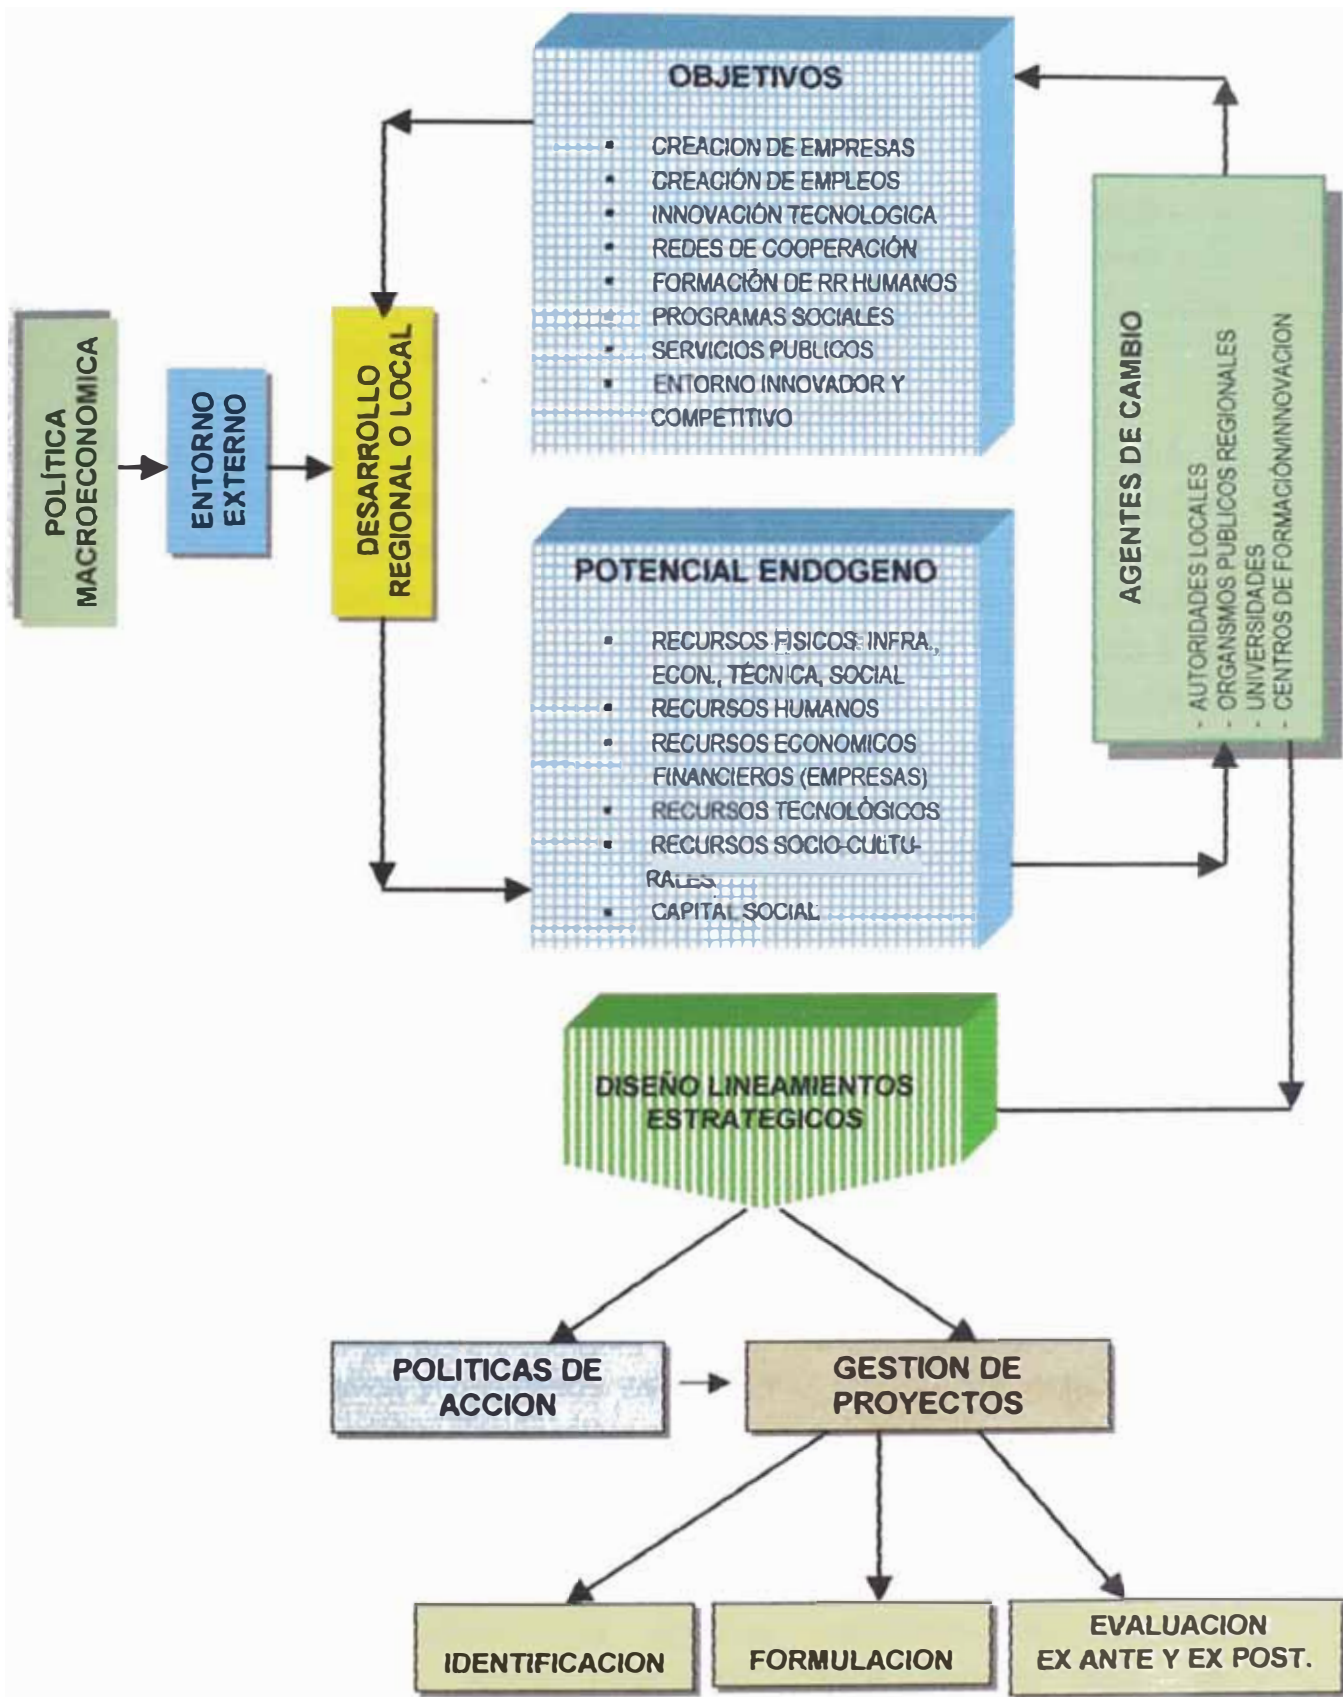 OBJETIVOS
▪ CREACION DE EMPRESAS
▪ CREACIÓN DE EMPLEOS
▪ INNOVACIÓN TECNOLOGICA
▪ REDES DE COOPERACIÓN
▪ FORMACIÓN DE RR HUMANOS
▪ PROGRAMAS SOCIALES
▪ SERVICIOS PUBLICOS
▪ ENTORNO INNOVADOR Y
COMPETITIVO
POLÍTICA
MACROECONOMICA
ENTORNO
EXTERNO
DESARROLLO
REGIONAL O LOCAL
POTENCIAL ENDOGENO
▪ RECURSOS FISICOS: INFRA.,
ECON., TÉCNICA, SOCIAL
▪ RECURSOS HUMANOS
▪ RECURSOS ECONOMICOS
FINANCIEROS (EMPRESAS)
▪ RECURSOS TECNOLÓGICOS
▪ RECURSOS SOCIO-CULTU-
RALES
▪ CAPITAL SOCIAL
AGENTES DE CAMBIO
- AUTORIDADES LOCALES
- ORGANSMOS PUBLICOS REGIONALES
- UNIVERSIDADES
- CENTROS DE FORMACIÓN/INNOVACION
DISEÑO LINEAMIENTOS
ESTRATEGICOS
POLITICAS DE
ACCION
GESTION DE
PROYECTOS
IDENTIFICACION
FORMULACION
EVALUACION
EX ANTE Y EX POST.